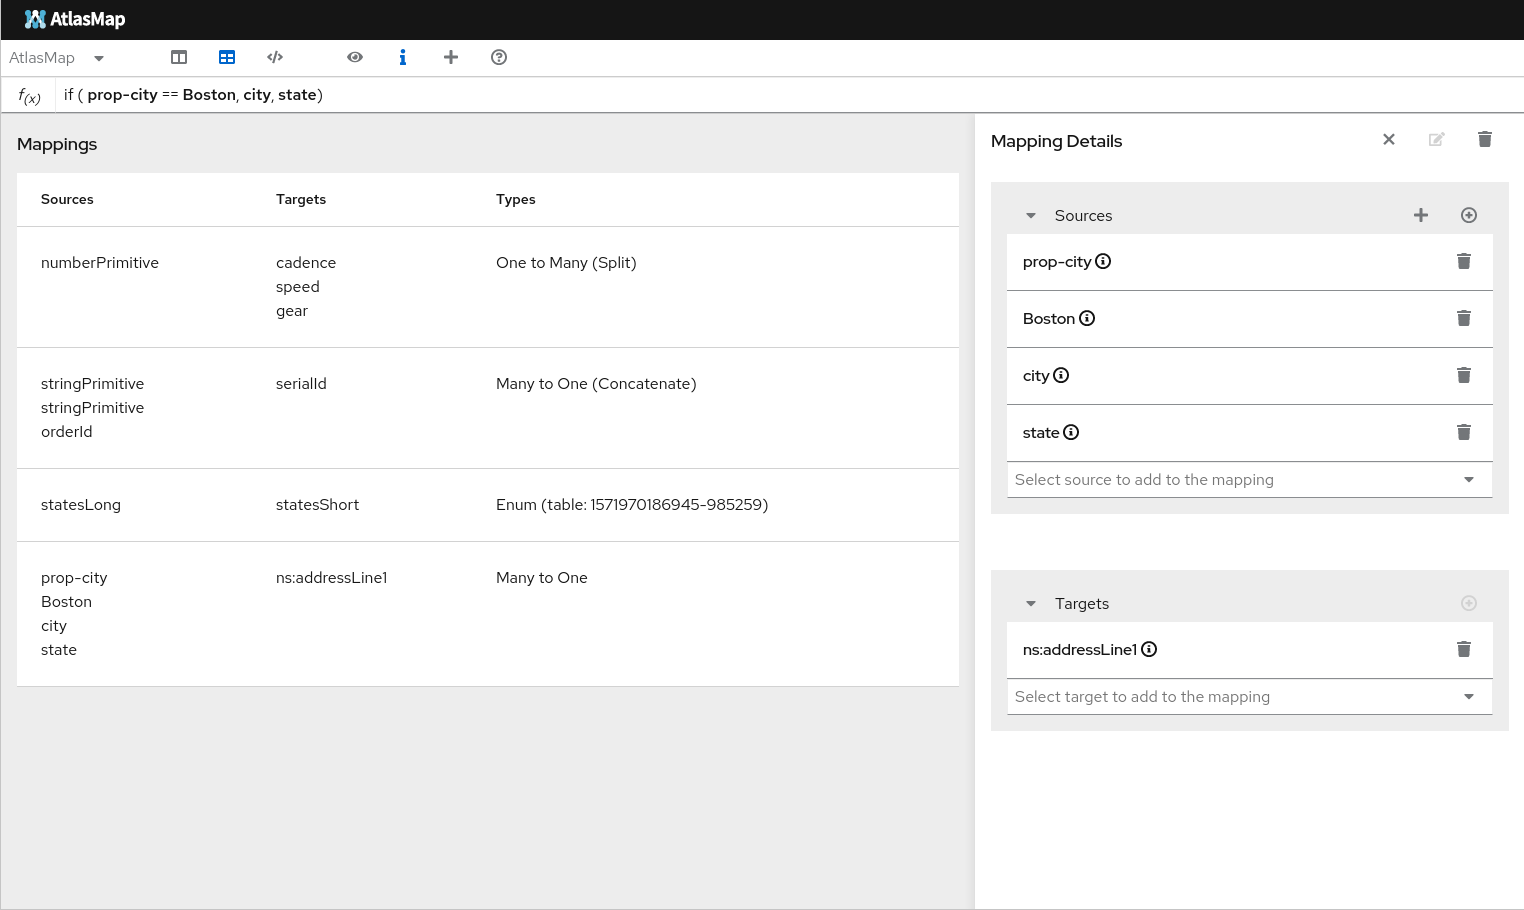 AtlasMap
AtlasMap
f(x) if ( prop-city == Boston, city, state)
Mappings
Sources Targets Types
numberPrimitive cadence One to Many (Split)
speed
gear
stringPrimitive serialId Many to One (Concatenate)
stringPrimitive
orderId
statesLong statesShort Enum (table: 1571970186945-985259)
prop-city ns:addressLine1 Many to One
Boston
city
state
Mapping Details
Sources
prop-city
Boston
city
state
Select source to add to the mapping
Targets
ns:addressLine1
Select target to add to the mapping